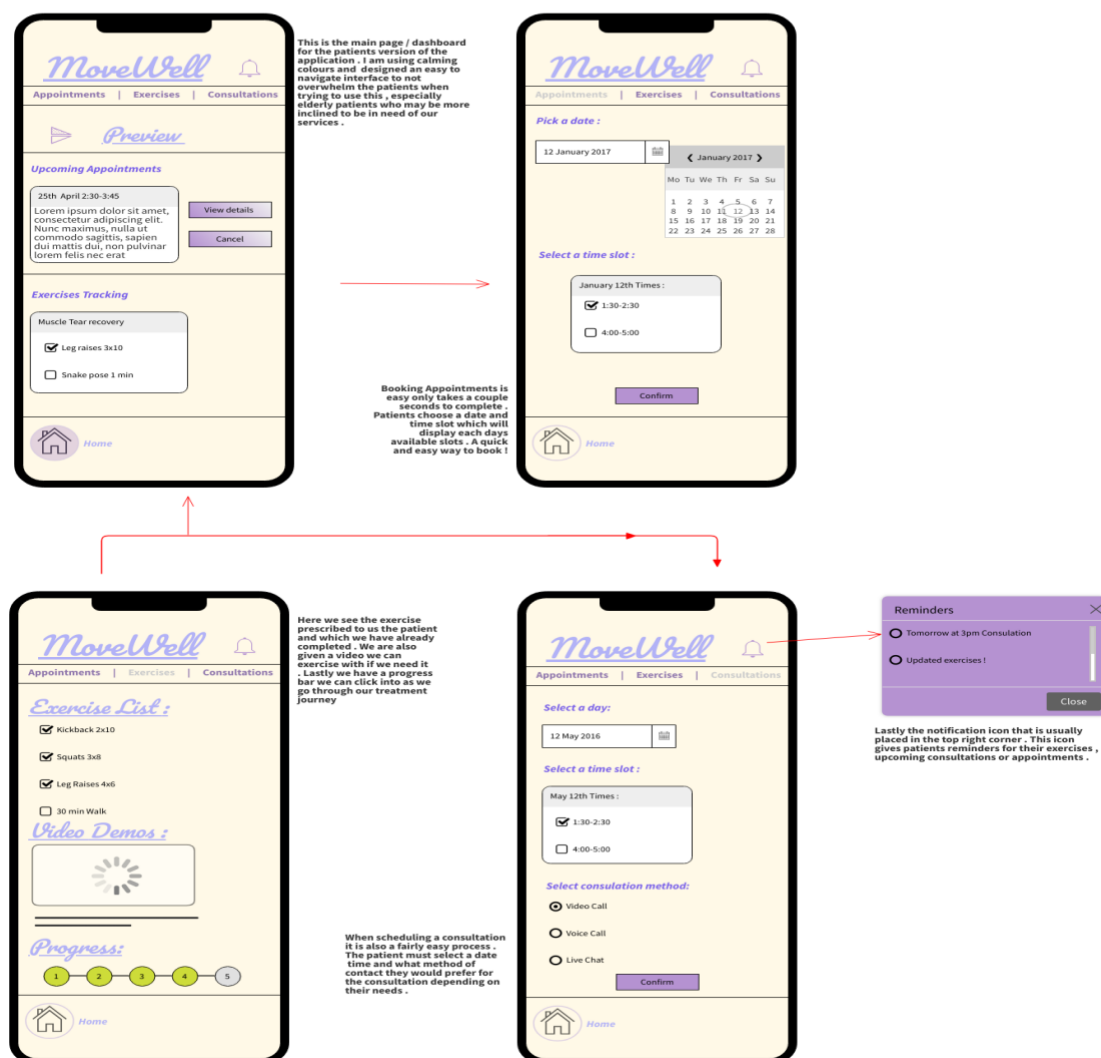 MoveWell
Appointments | Exercises | Consultations
Preview
Upcoming Appointments
25th April 2:30-3:45
Lorem ipsum dolor sit amet,
consectetur adipiscing elit.
Nunc maximus, nulla ut
commodo sagittis, sapien
dui mattis dui, non pulvinar
lorem felis nec erat
View details
Cancel
Exercises Tracking
Muscle Tear recovery
Leg raises 3x10
Snake pose 1 min
Home
This is the main page / dashboard
for the patients version of the
application . I am using calming
colours and designed an easy to
navigate interface to not
overwhelm the patients when
trying to use this , especially
elderly patients who may be more
inclined to be in need of our
services .
MoveWell
Appointments | Exercises | Consultations
Pick a date :
12 January 2017
❮ January 2017 ❯
Mo Tu We Th Fr Sa Su
1 2 3 4 5 6 7
8 9 10 11 12 13 14
15 16 17 18 19 20 21
22 23 24 25 26 27 28
Select a time slot :
January 12th Times :
1:30-2:30
4:00-5:00
Confirm
Home
Booking Appointments is
easy only takes a couple
seconds to complete .
Patients choose a date and
time slot which will
display each days
available slots . A quick
and easy way to book !
MoveWell
Appointments | Exercises | Consultations
Exercise List :
Kickback 2x10
Squats 3x8
Leg Raises 4x6
30 min Walk
Video Demos :
Progress:
1 2 3 4 5
Home
Here we see the exercise
prescribed to us the patient
and which we have already
completed . We are also
given a video we can
exercise with if we need it
. Lastly we have a progress
bar we can click into as we
go through our treatment
journey
MoveWell
Appointments | Exercises | Consultations
Select a day:
12 May 2016
Select a time slot :
May 12th Times :
1:30-2:30
4:00-5:00
Select consulation method:
Video Call
Voice Call
Live Chat
Confirm
Home
When scheduling a consultation
it is also a fairly easy process .
The patient must select a date
time and what method of
contact they would prefer for
the consultation depending on
their needs .
Reminders
Tomorrow at 3pm Consulation
Updated exercises !
Close
Lastly the notification icon that is usually
placed in the top right corner . This icon
gives patients reminders for their exercises ,
upcoming consultations or appointments .